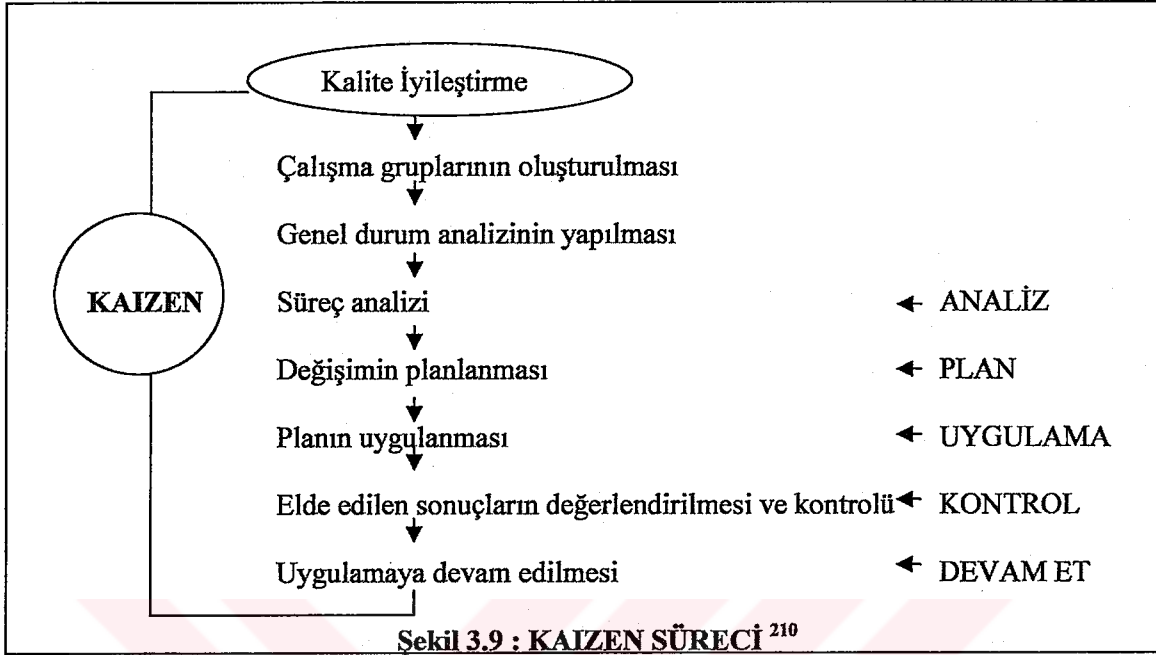 Kalite İyileştirme
Çalışma gruplarının oluşturulması
Genel durum analizinin yapılması
KAIZEN
Süreç analizi ANALİZ
Değişimin planlanması PLAN
Planın uygulanması UYGULAMA
Elde edilen sonuçların değerlendirilmesi ve kontrolü KONTROL
Uygulamaya devam edilmesi DEVAM ET
Şekil 3.9 : KAIZEN SÜRECİ 210